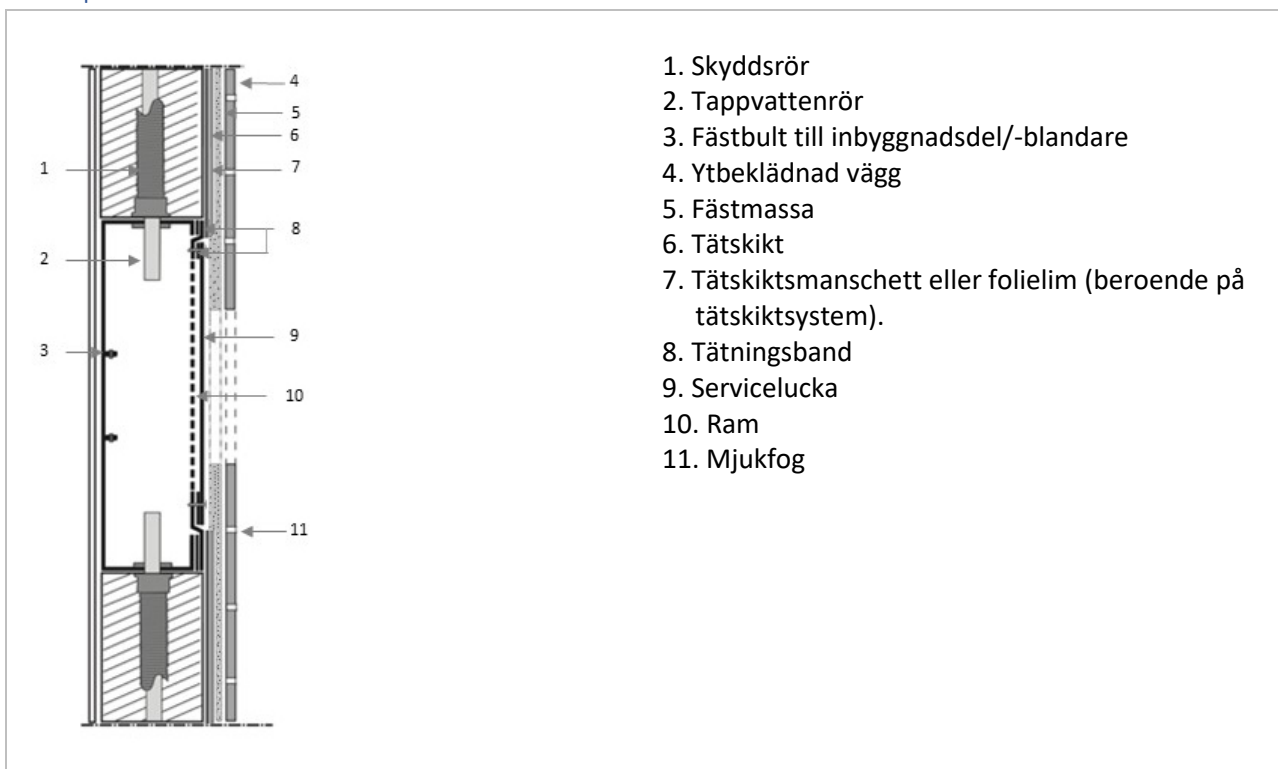 4
5
6
7
1
8
2
9
3
10
11
1. Skyddsrör
2. Tappvattenrör
3. Fästbult till inbyggnadsdel/-blandare
4. Ytbeklädnad vägg
5. Fästmassa
6. Tätskikt
7. Tätskiktsmanschett eller folielim (beroende på
tätskiktsystem).
8. Tätningsband
9. Servicelucka
10. Ram
11. Mjukfog